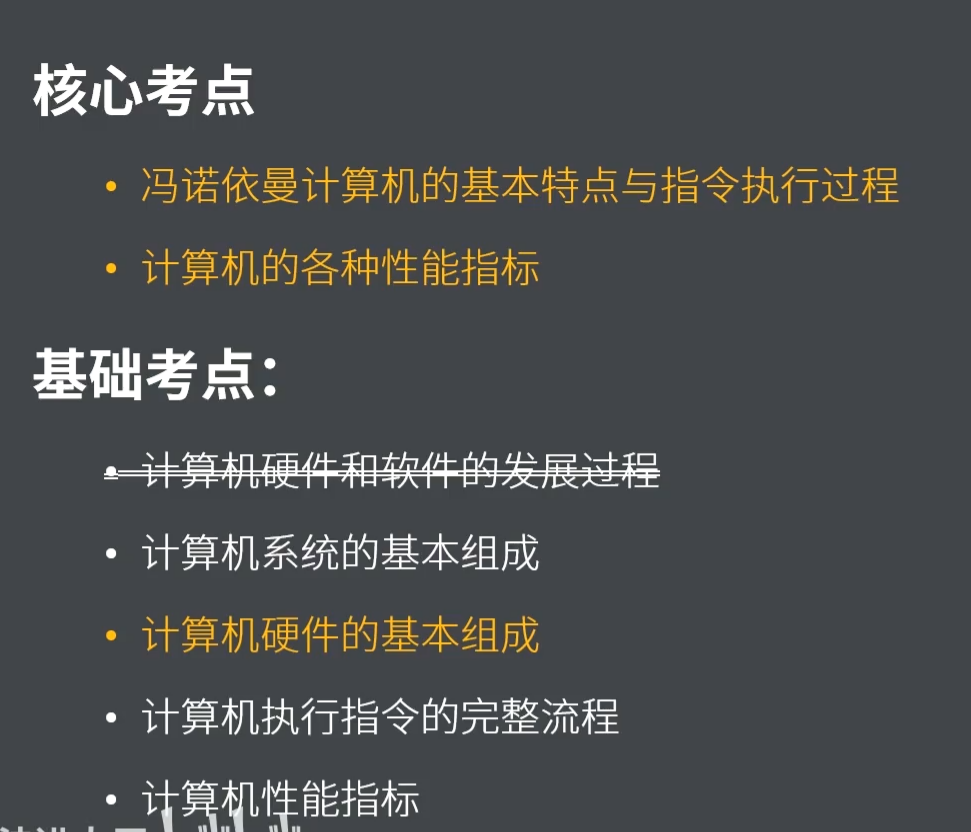 核心考点
• 冯诺依曼计算机的基本特点与指令执行过程
• 计算机的各种性能指标
基础考点：
• 计算机硬件和软件的发展过程
• 计算机系统的基本组成
• 计算机硬件的基本组成
• 计算机执行指令的完整流程
• 计算机性能指标